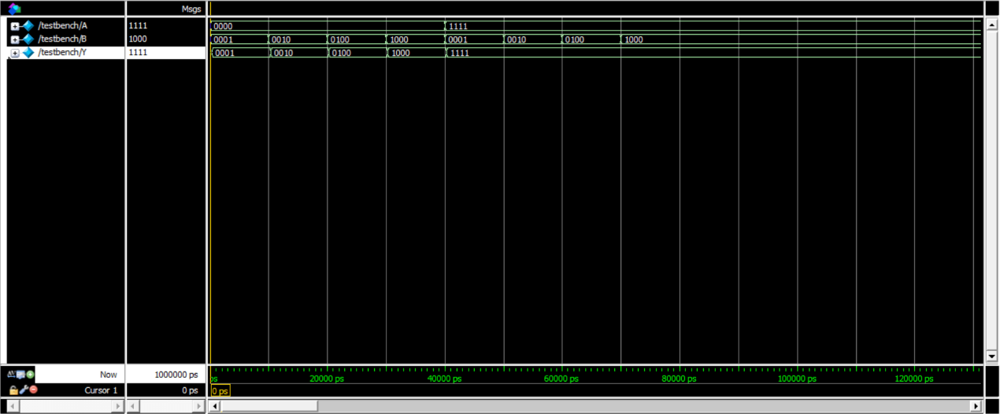 Msgs
/testbench/A 1111 0000 1111
/testbench/B 1000 0001 0010 0100 1000 0001 0010 0100 1000
/testbench/Y 1111 0001 0010 0100 1000 1111
Now 1000000 ps ps 20000 ps 40000 ps 60000 ps 80000 ps 100000 ps 120000 ps
Cursor 1 0 ps 0 ps